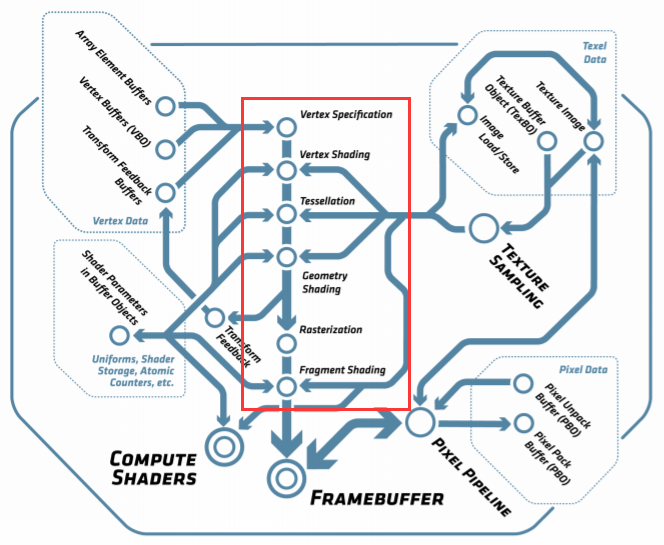 Array Element Buffers
Vertex Buffers (VBO)
Transform Feedback
Buffers
Vertex Data
Vertex Specification
Vertex Shading
Tessellation
Geometry
Shading
Rasterization
Fragment Shading
Transform
Feedback
Shader Parameters
in Buffer Objects
Uniforms, Shader
Storage, Atomic
Counters, etc.
Texel
Data
Texture Image
Texture Buffer
Object (TexBO)
Image
Load/Store
TEXTURE
SAMPLING
Pixel Data
Pixel Unpack
Buffer (PBO)
Pixel Pack
Buffer (PBO)
PIXEL PIPELINE
COMPUTE
SHADERS
FRAMEBUFFER